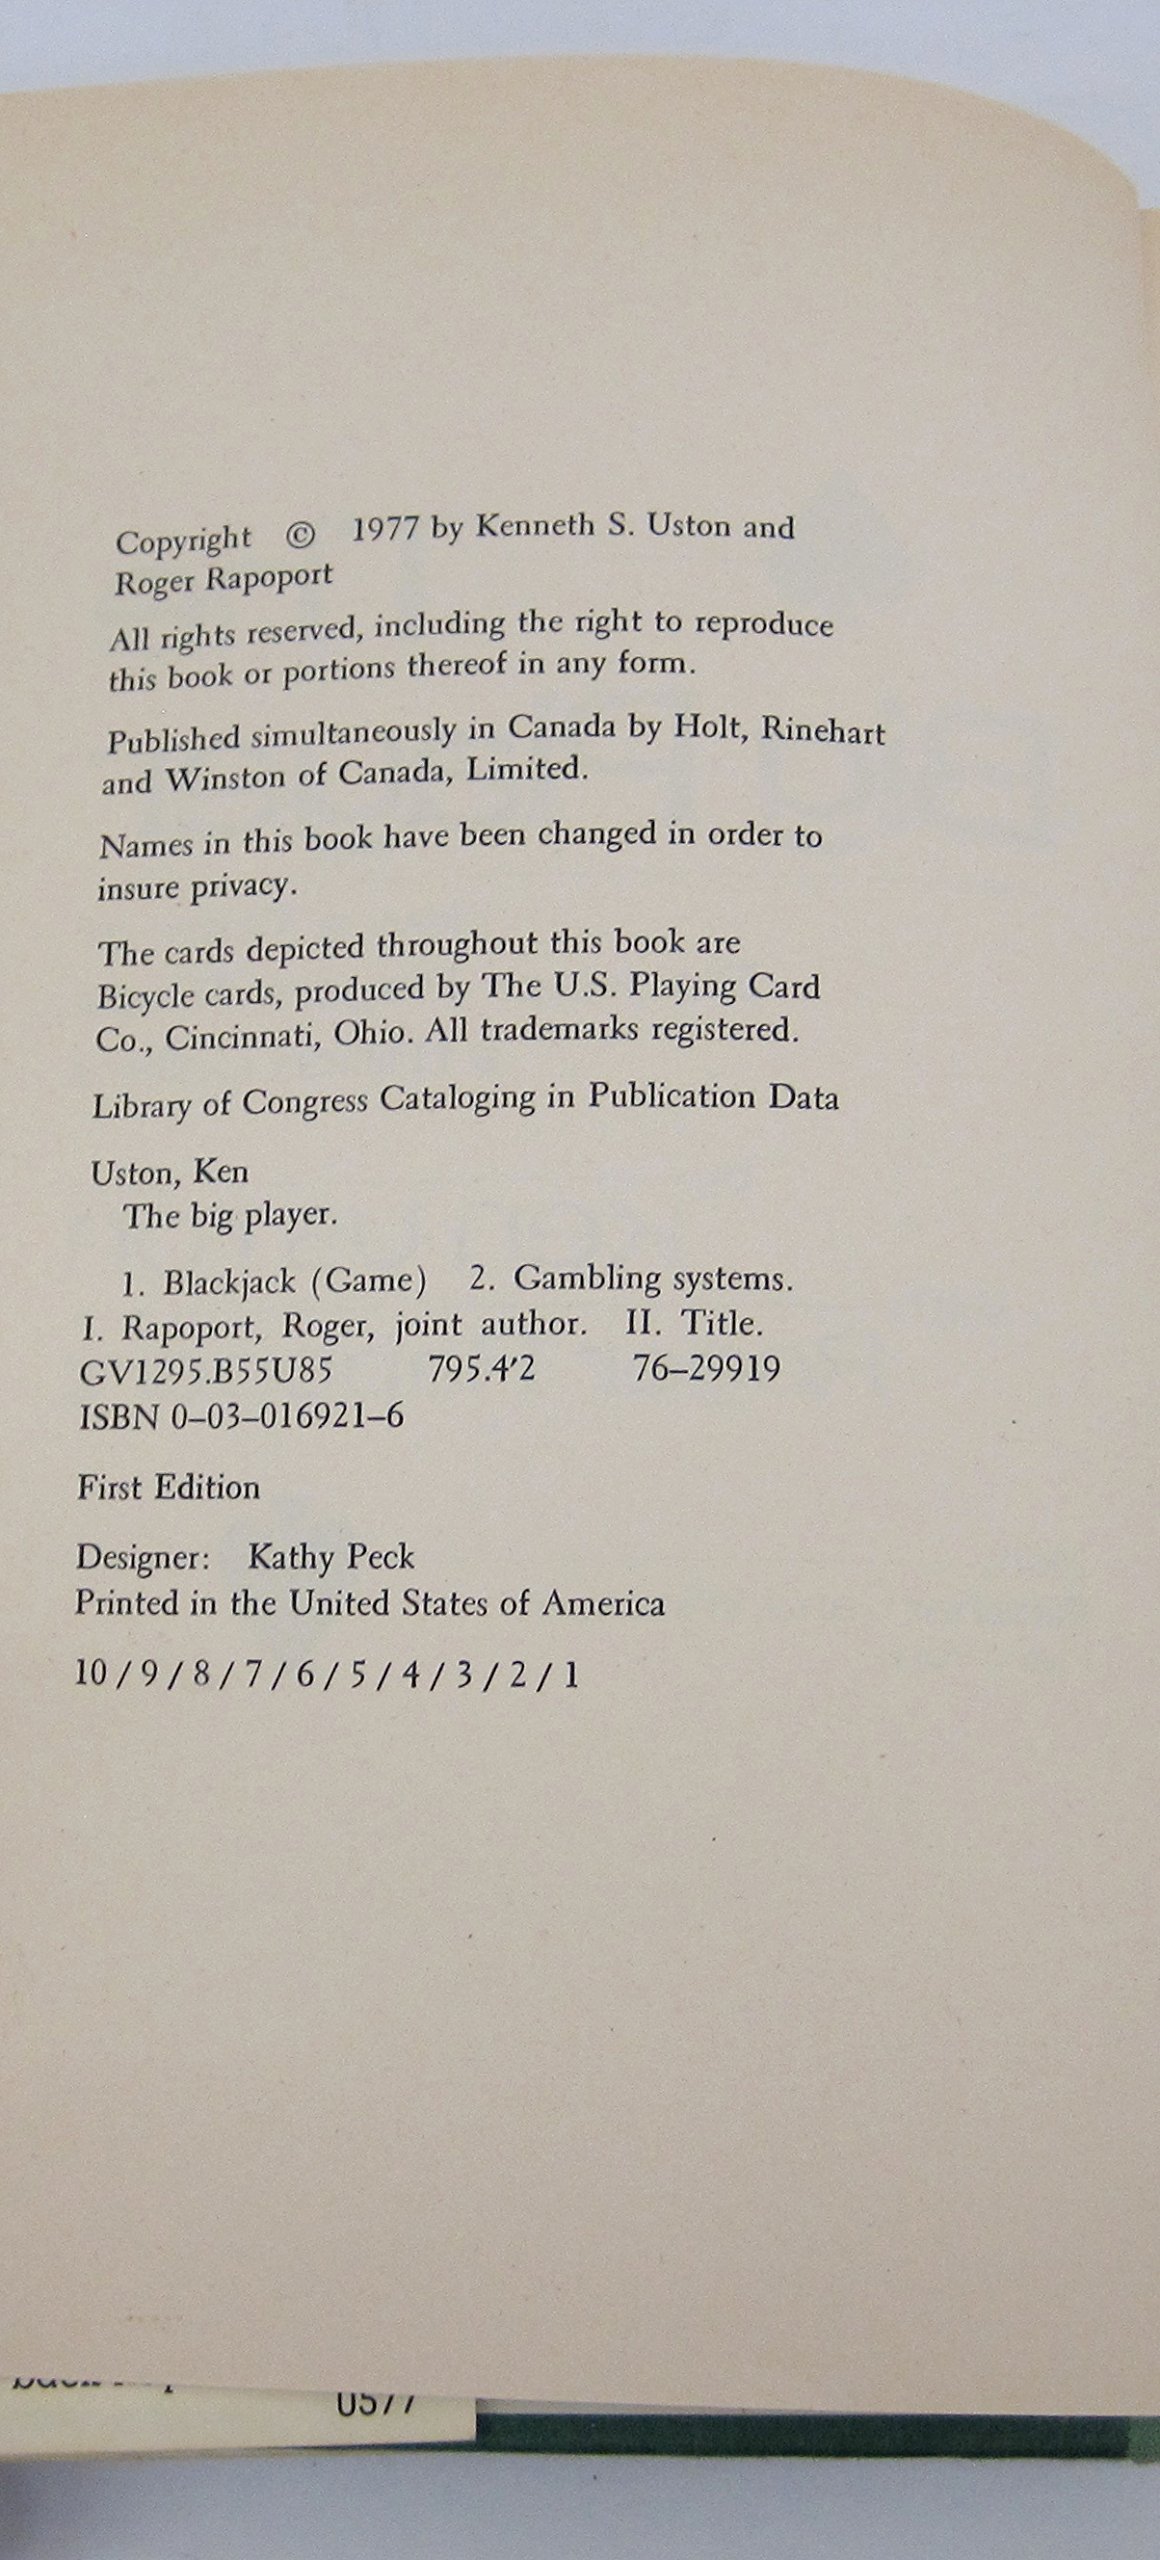 Copyright © 1977 by Kenneth S. Uston and
Roger Rapoport
All rights reserved, including the right to reproduce
this book or portions thereof in any form.
Published simultaneously in Canada by Holt, Rinehart
and Winston of Canada, Limited.
Names in this book have been changed in order to
insure privacy.
The cards depicted throughout this book are
Bicycle cards, produced by The U.S. Playing Card
Co., Cincinnati, Ohio. All trademarks registered.
Library of Congress Cataloging in Publication Data
Uston, Ken
The big player.
1. Blackjack (Game) 2. Gambling systems.
I. Rapoport, Roger, joint author. II. Title.
GV1295.B55U85 795.4′2 76–29919
ISBN 0–03–016921–6
First Edition
Designer: Kathy Peck
Printed in the United States of America
10 / 9 / 8 / 7 / 6 / 5 / 4 / 3 / 2 / 1
0577